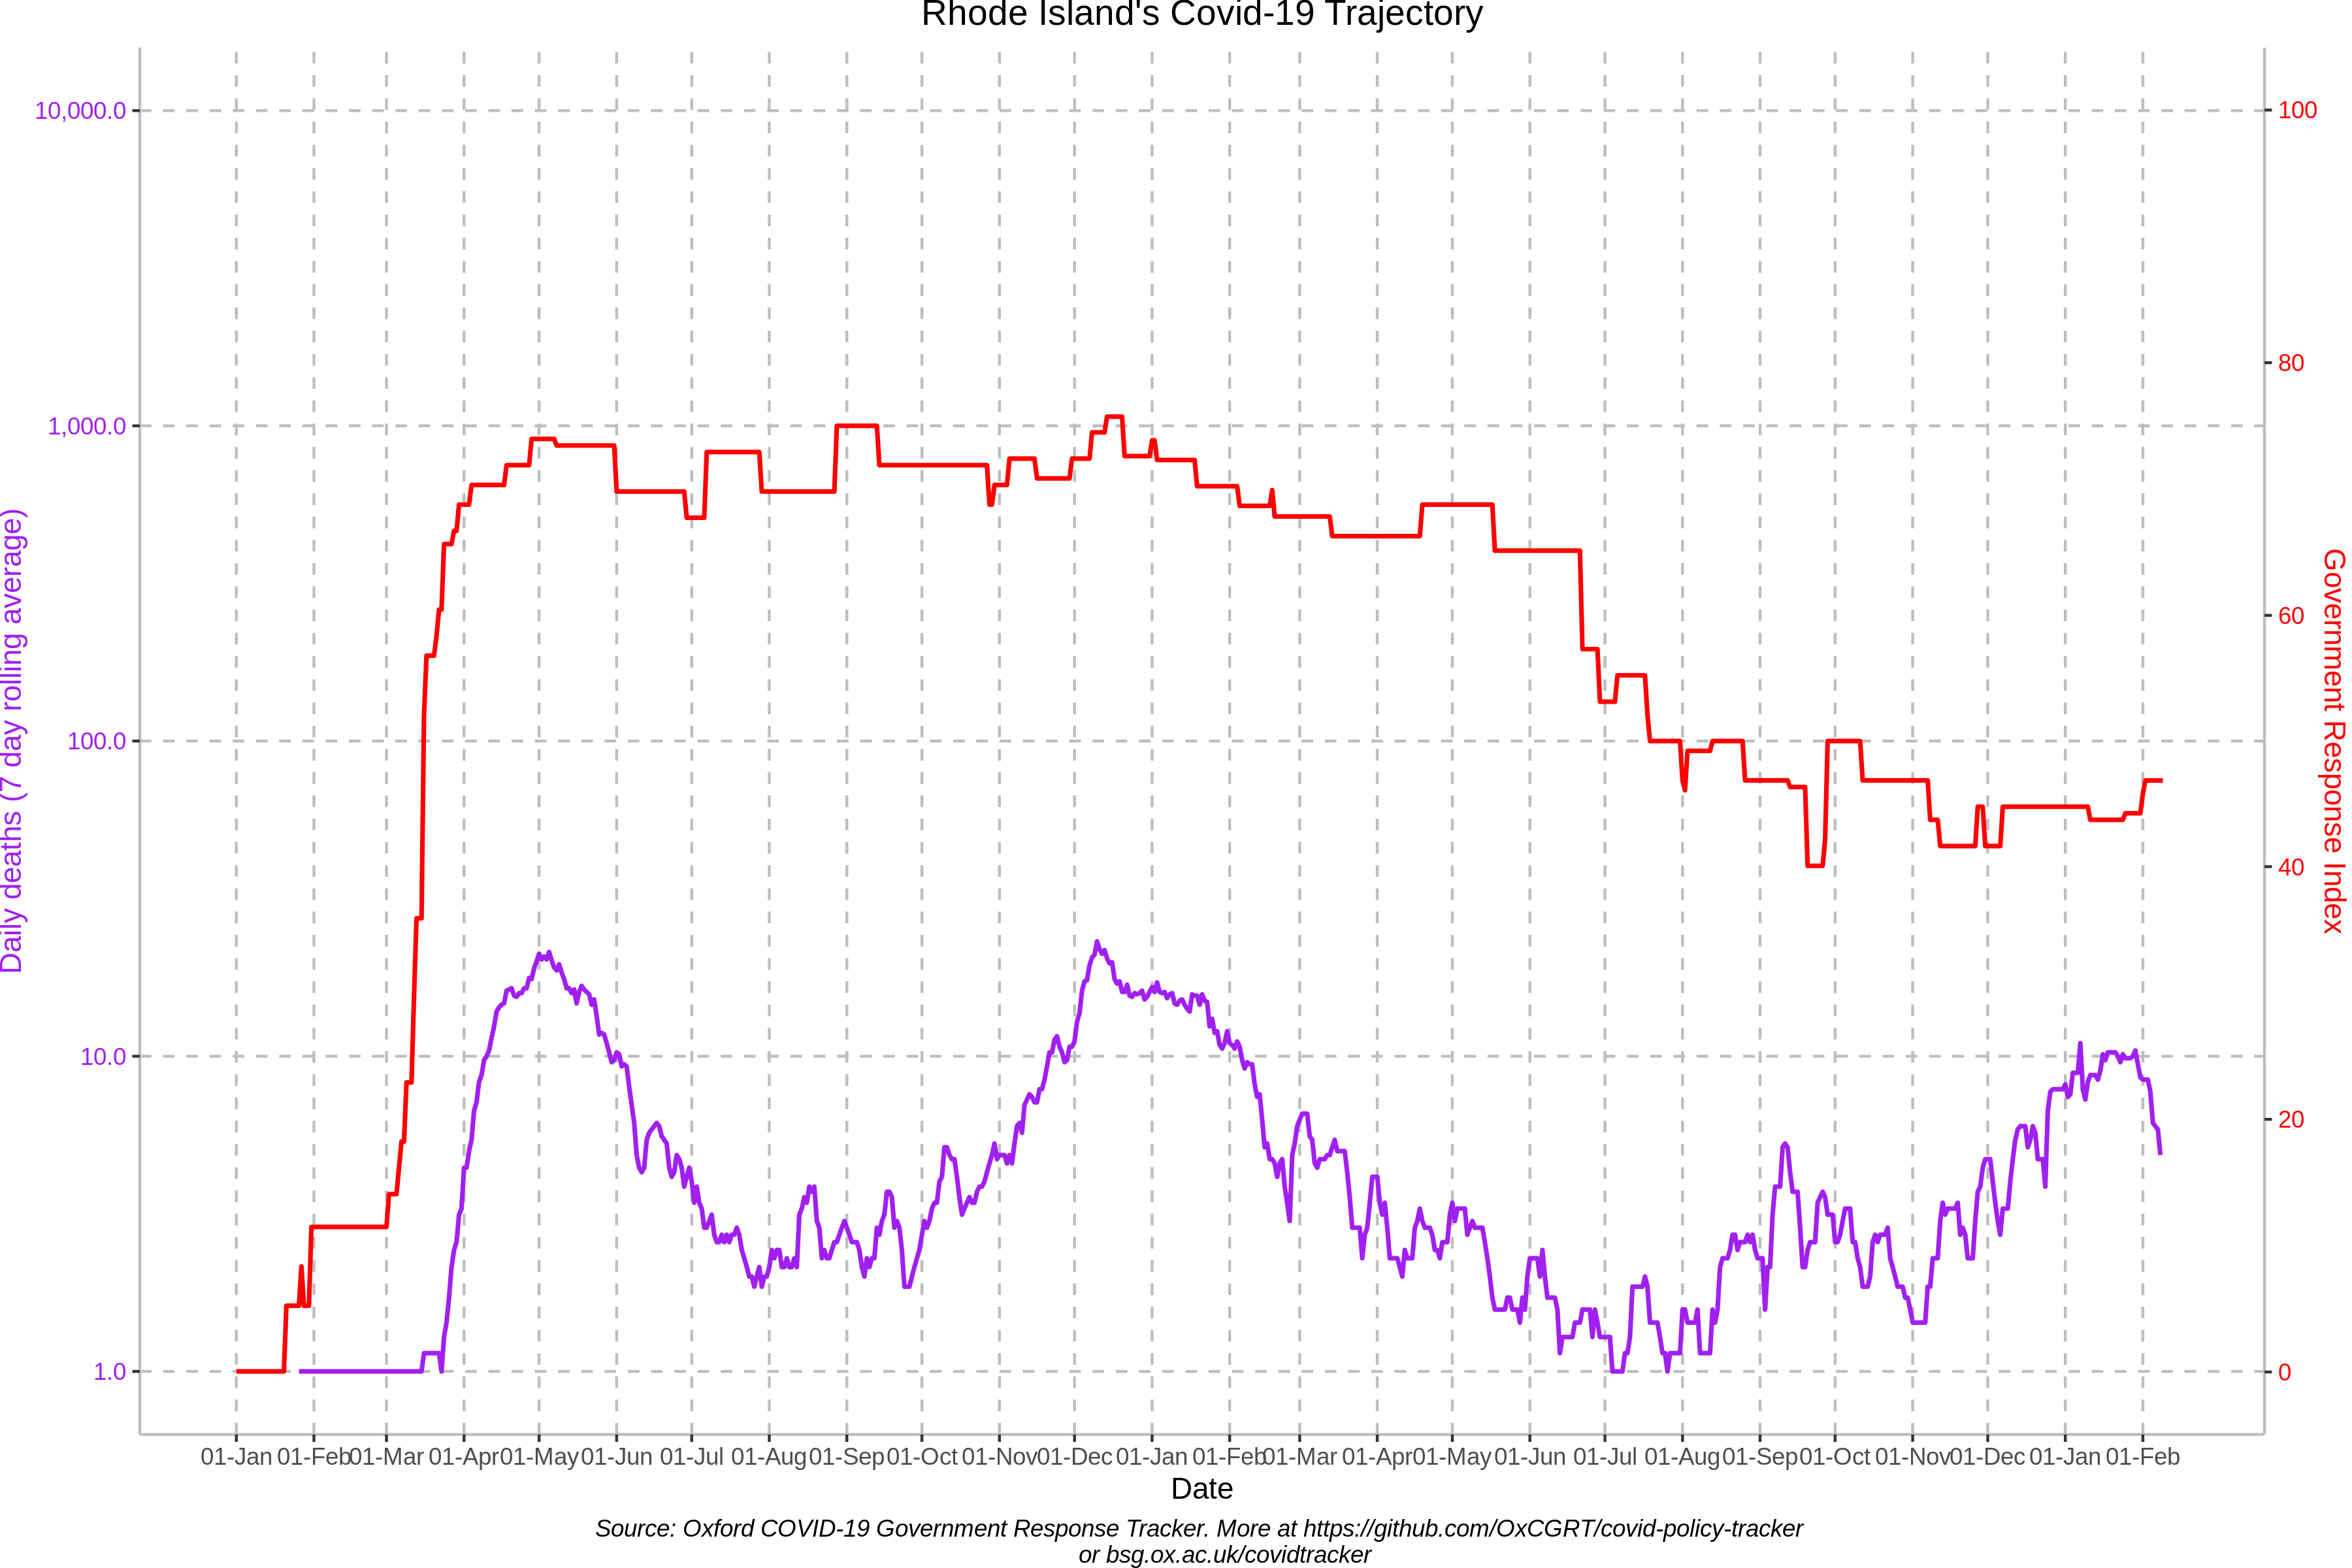 Rhode Island's Covid-19 Trajectory
10,000.0
1,000.0
100.0
10.0
1.0
Daily deaths (7 day rolling average)
100
80
60
40
20
0
Government Response Index
01-Jan 01-Feb 01-Mar 01-Apr 01-May 01-Jun 01-Jul 01-Aug 01-Sep 01-Oct 01-Nov 01-Dec 01-Jan 01-Feb 01-Mar 01-Apr 01-May 01-Jun 01-Jul 01-Aug 01-Sep 01-Oct 01-Nov 01-Dec 01-Jan 01-Feb
Date
Source: Oxford COVID-19 Government Response Tracker. More at https://github.com/OxCGRT/covid-policy-tracker
or bsg.ox.ac.uk/covidtracker